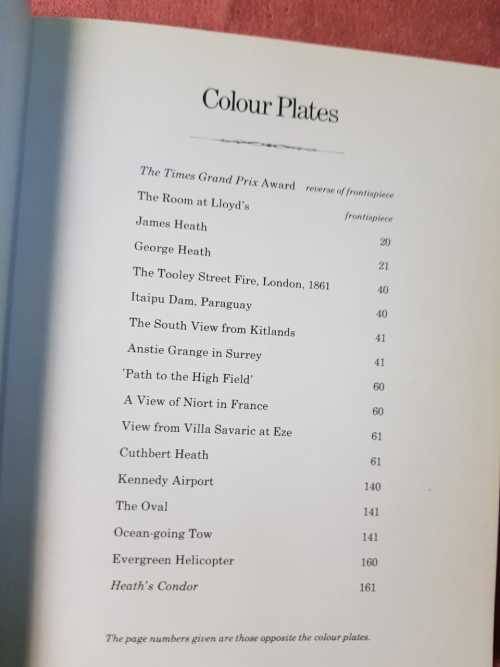 Colour Plates
The Times Grand Prix Award reverse of frontispiece
The Room at Lloyd's frontispiece
James Heath 20
George Heath 21
The Tooley Street Fire, London, 1861 40
Itaipu Dam, Paraguay 40
The South View from Kitlands 41
Anstie Grange in Surrey 41
'Path to the High Field' 60
A View of Niort in France 60
View from Villa Savaric at Eze 61
Cuthbert Heath 61
Kennedy Airport 140
The Oval 141
Ocean-going Tow 141
Evergreen Helicopter 160
Heath's Condor 161
The page numbers given are those opposite the colour plates.